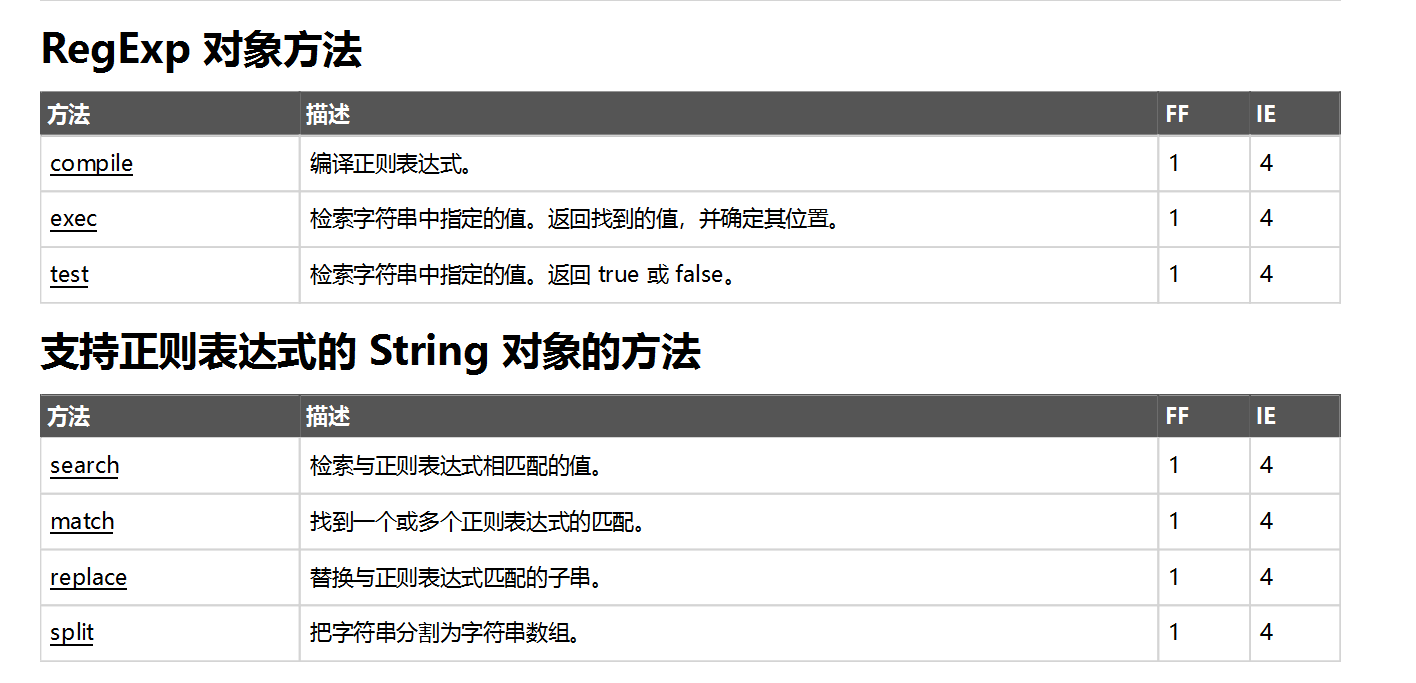 RegExp 对象方法
方法 描述 FF IE
compile 编译正则表达式。 1 4
exec 检索字符串中指定的值。返回找到的值，并确定其位置。 1 4
test 检索字符串中指定的值。返回 true 或 false。 1 4
支持正则表达式的 String 对象的方法
方法 描述 FF IE
search 检索与正则表达式相匹配的值。 1 4
match 找到一个或多个正则表达式的匹配。 1 4
replace 替换与正则表达式匹配的子串。 1 4
split 把字符串分割为字符串数组。 1 4